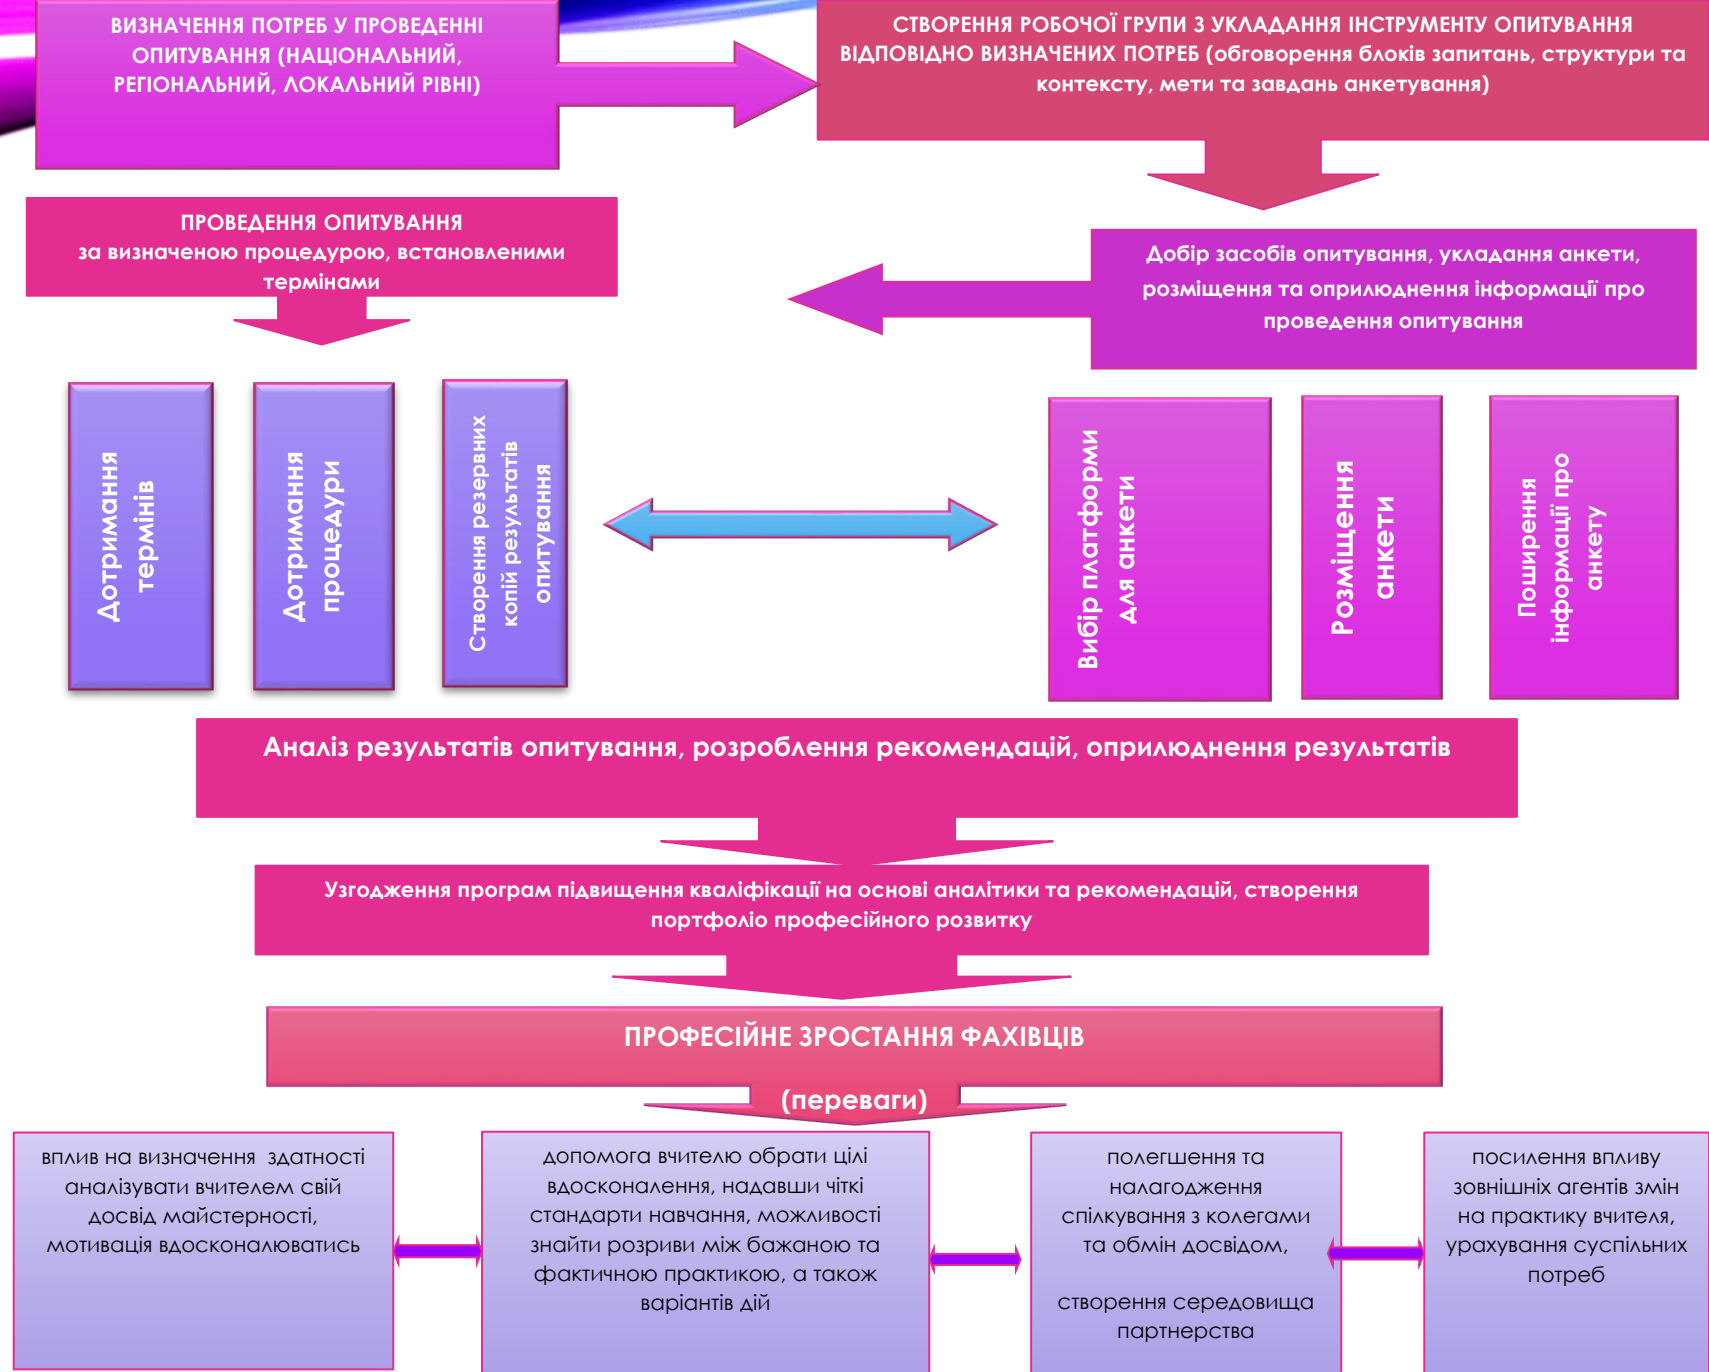 ВИЗНАЧЕННЯ ПОТРЕБ У ПРОВЕДЕННІ
ОПИТУВАННЯ (НАЦІОНАЛЬНИЙ,
РЕГІОНАЛЬНИЙ, ЛОКАЛЬНИЙ РІВНІ)
СТВОРЕННЯ РОБОЧОЇ ГРУПИ З УКЛАДАННЯ ІНСТРУМЕНТУ ОПИТУВАННЯ
ВІДПОВІДНО ВИЗНАЧЕНИХ ПОТРЕБ (обговорення блоків запитань, структури та
контексту, мети та завдань анкетування)
ПРОВЕДЕННЯ ОПИТУВАННЯ
за визначеною процедурою, встановленими
термінами
Добір засобів опитування, укладання анкети,
розміщення та оприлюднення інформації про
проведення опитування
Дотримання
термінів
Дотримання
процедури
Створення резервних
копій результатів
опитування
Вибір платформи
для анкети
Розміщення
анкети
Поширення
інформації про
анкету
Аналіз результатів опитування, розроблення рекомендацій, оприлюднення результатів
Узгодження програм підвищення кваліфікації на основі аналітики та рекомендацій, створення
портфоліо професійного розвитку
ПРОФЕСІЙНЕ ЗРОСТАННЯ ФАХІВЦІВ
(переваги)
вплив на визначення здатності
аналізувати вчителем свій
досвід майстерності,
мотивація вдосконалюватись
допомога вчителю обрати цілі
вдосконалення, надавши чіткі
стандарти навчання, можливості
знайти розриви між бажаною та
фактичною практикою, а також
варіантів дій
полегшення та
налагодження
спілкування з колегами
та обмін досвідом,
створення середовища
партнерства
посилення впливу
зовнішніх агентів змін
на практику вчителя,
урахування суспільних
потреб